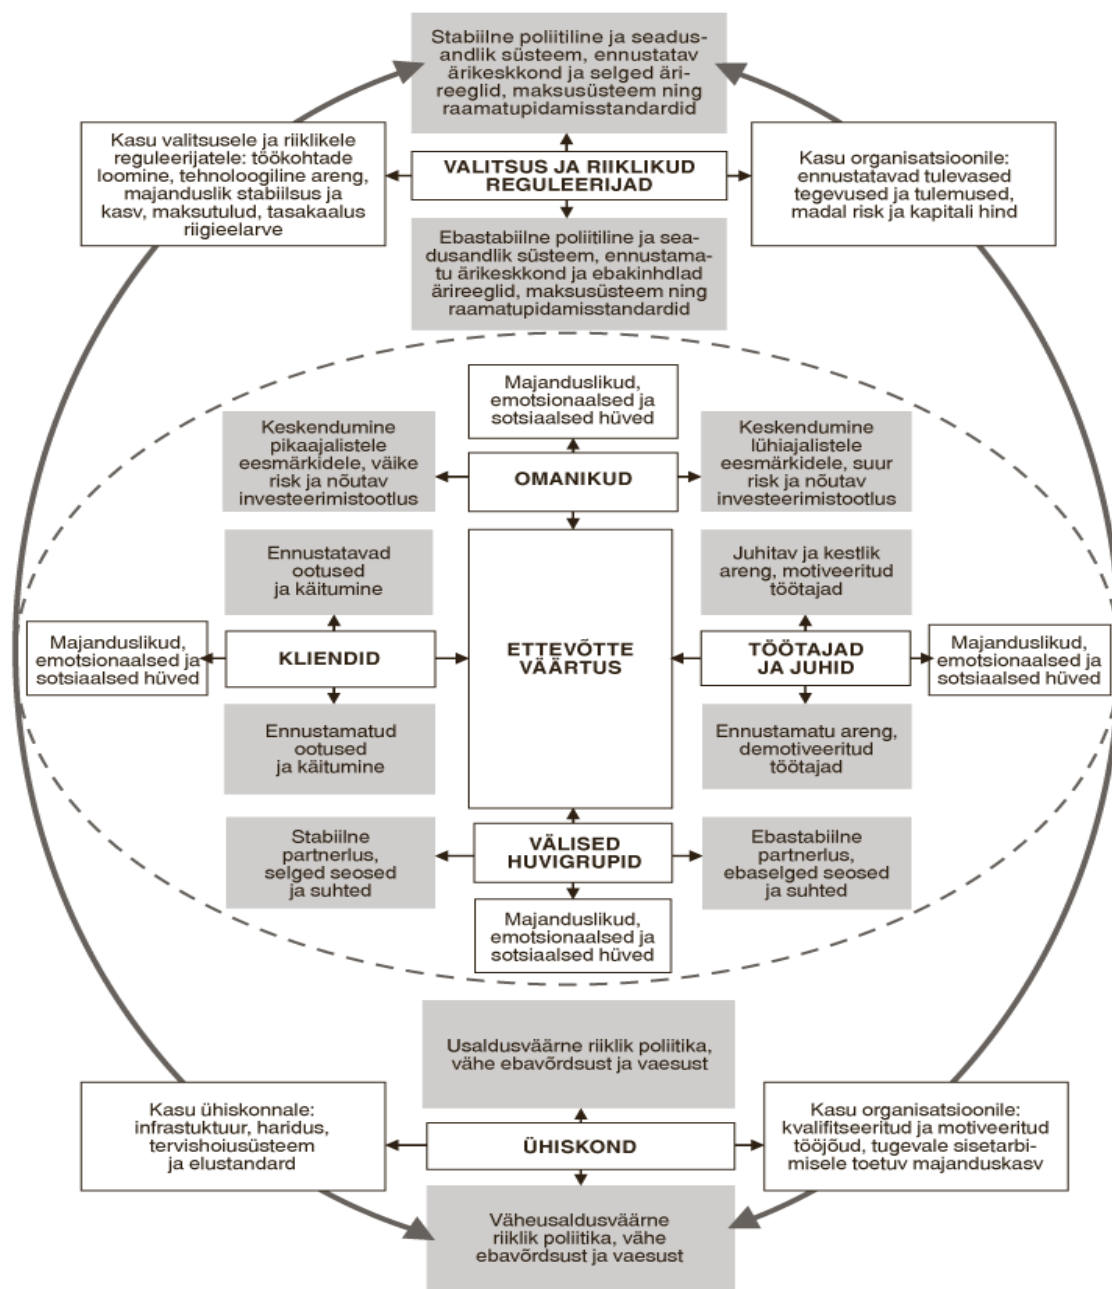 Stabiilne poliitiline ja seadus-
andlik süsteem, ennustatav
ärikeskkond ja selged äri-
reeglid, maksusüsteem ning
raamatupidamisstandardid
Kasu valitsusele ja riiklikele
reguleerijatele: töökohtade
loomine, tehnoloogiline areng,
majanduslik stabiilsus ja
kasv, maksutulud, tasakaalus
riigieelarve
VALITSUS JA RIIKLIKUD
REGULEERIJAD
Kasu organisatsioonile:
ennustatavad tulevased
tegevused ja tulemused,
madal risk ja kapitali hind
Ebastabiilne poliitiline ja sea-
dusandlik süsteem, ennustama-
tu ärikeskkond ja ebakinhdlad
ärireeglid, maksusüsteem ning
raamatupidamisstandardid
Majanduslikud,
emotsionaalsed ja
sotsiaalsed hüved
Keskendumine
pikaajalistele
eesmärkidele, väike
risk ja nõutav
investeerimistootlus
OMANIKUD
Keskendumine
lühiajalistele
eesmärkidele, suur
risk ja nõutav
investeerimistootlus
Ennustatavad
ootused
ja käitumine
Juhitav ja kestlik
areng, motiveeritud
töötajad
Majanduslikud,
emotsionaalsed ja
sotsiaalsed hüved
KLIENDID
ETTEVÕTTE
VÄÄRTUS
TÖÖTAJAD
JA JUHID
Majanduslikud,
emotsionaalsed ja
sotsiaalsed hüved
Ennustamatud
ootused
ja käitumine
Ennustamatu areng,
demotiveeritud
töötajad
Stabiilne
partnerlus,
selged seosed
ja suhted
VÄLISED
HUVIGRUPID
Ebastabiilne
partnerlus,
ebaselged seosed
ja suhted
Majanduslikud,
emotsionaalsed ja
sotsiaalsed hüved
Usaldusväärne riiklik poliitika,
vähe ebavõrdsust ja vaesust
Kasu ühiskonnale:
infrastuktuur, haridus,
tervishoiusüsteem
ja elustandard
ÜHISKOND
Kasu organisatsioonile:
kvalifitseeritud ja motiveeritud
tööjõud, tugevale sisetarbi-
misele toetuv majanduskasv
Väheusaldusväärne
riiklik poliitika, vähe
ebavõrdsust ja vaesust